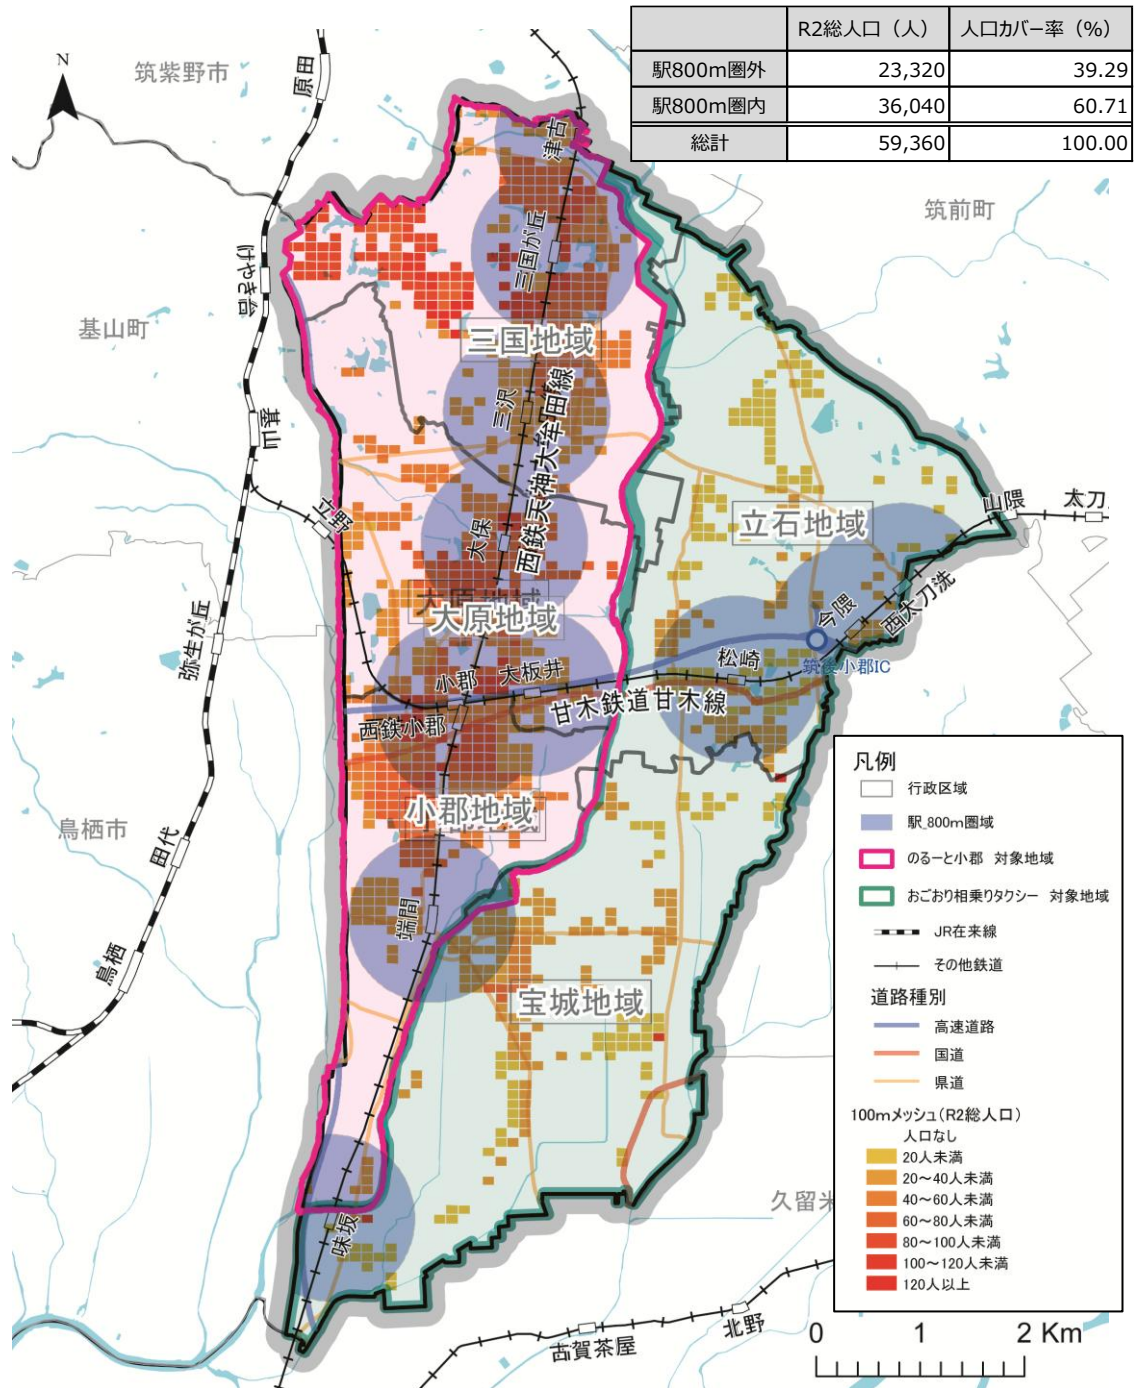 R2総人口（人） 人口カバー率（%）
駅800m圏外 23,320 39.29
駅800m圏内 36,040 60.71
総計 59,360 100.00
N
筑紫野市
原田
津古
筑前町
三国が丘
けやき台
基山町
三国地域
三沢
西鉄天神大牟田線
基山
立野
大保
立石地域
山隈
太刀
大原地域
大原地域
今隈
西太刀洗
弥生が丘
小郡
大板井
松崎
筑後小郡IC
西鉄小郡
甘木鉄道甘木線
小郡地域
鳥栖市
田代
端間
鳥栖
宝城地域
久留米
味坂
北野
古賀茶屋
凡例
行政区域
駅_800m圏域
のるーと小郡 対象地域
おごおり相乗りタクシー 対象地域
JR在来線
その他鉄道
道路種別
高速道路
国道
県道
100mメッシュ(R2総人口)
人口なし
20人未満
20～40人未満
40～60人未満
60～80人未満
80～100人未満
100～120人未満
120人以上
0 1 2 Km